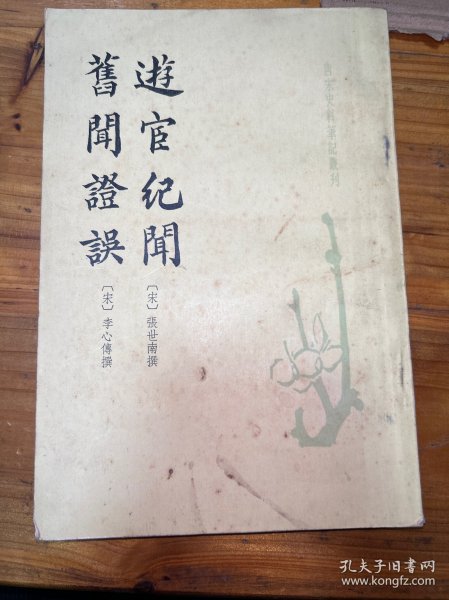 唐宋史料筆記叢刊
遊宦紀聞
〔宋〕張世南撰
舊聞證誤
〔宋〕李心傳撰
孔夫子旧书网
www.kongfz.com